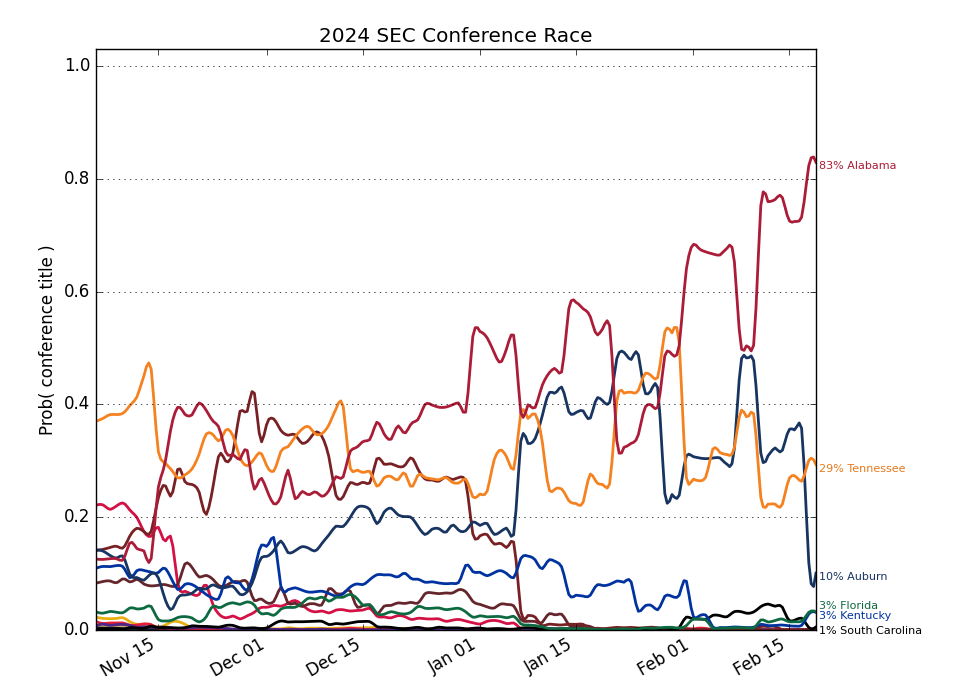 2024 SEC Conference Race
Prob( conference title )
1.0
0.8
0.6
0.4
0.2
0.0
Nov 15
Dec 01
Dec 15
Jan 01
Jan 15
Feb 01
Feb 15
83% Alabama
29% Tennessee
10% Auburn
3% Florida
3% Kentucky
1% South Carolina